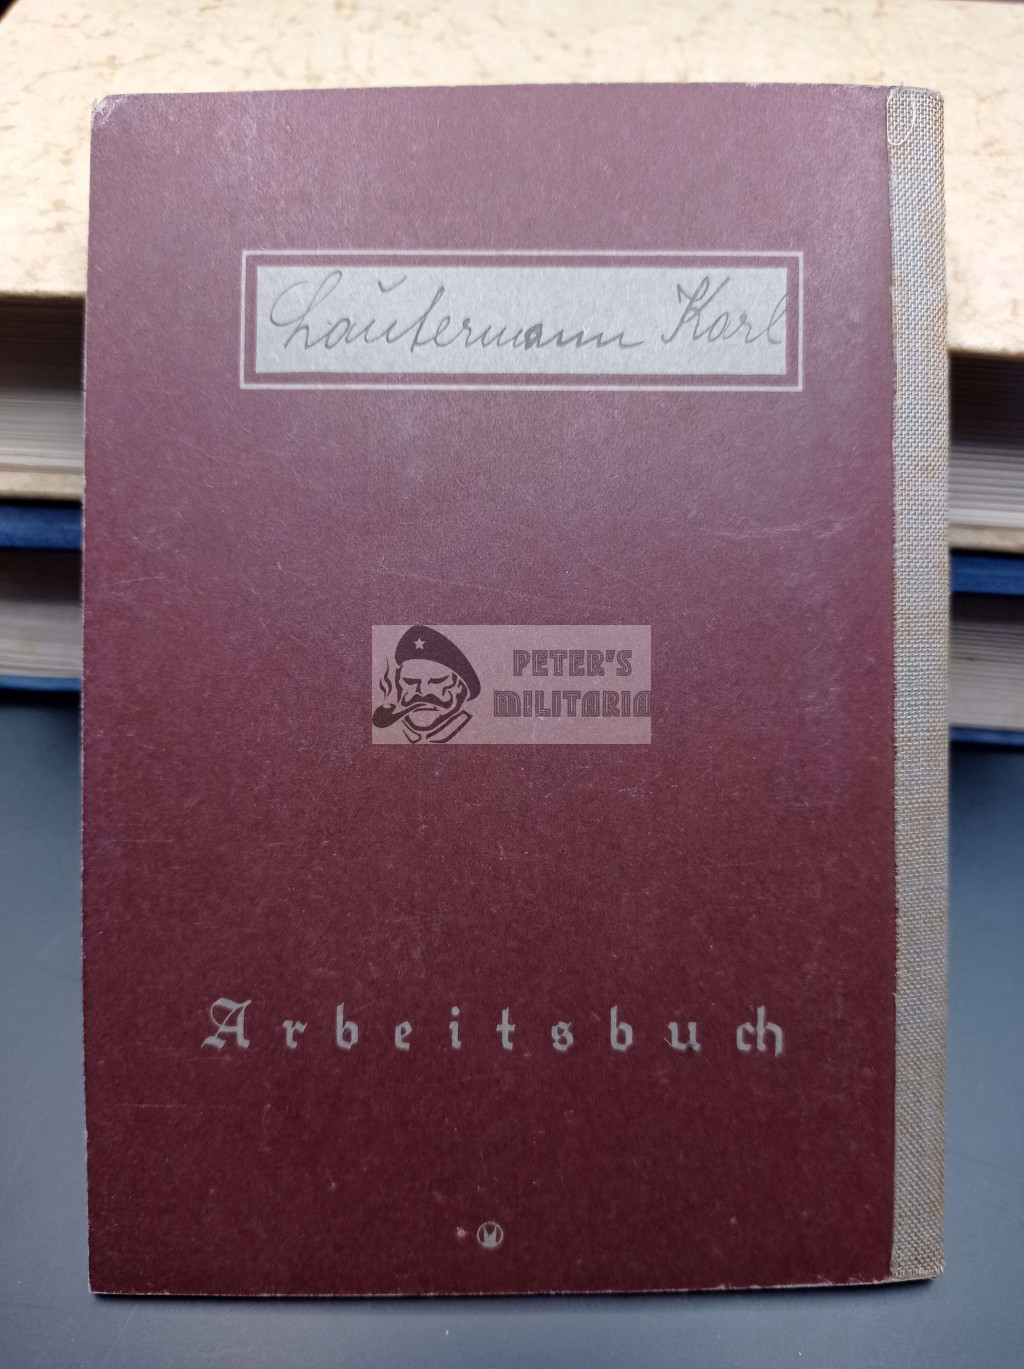 Lautermann Karl
PETER'S
MILITARIA
Arbeitsbuch